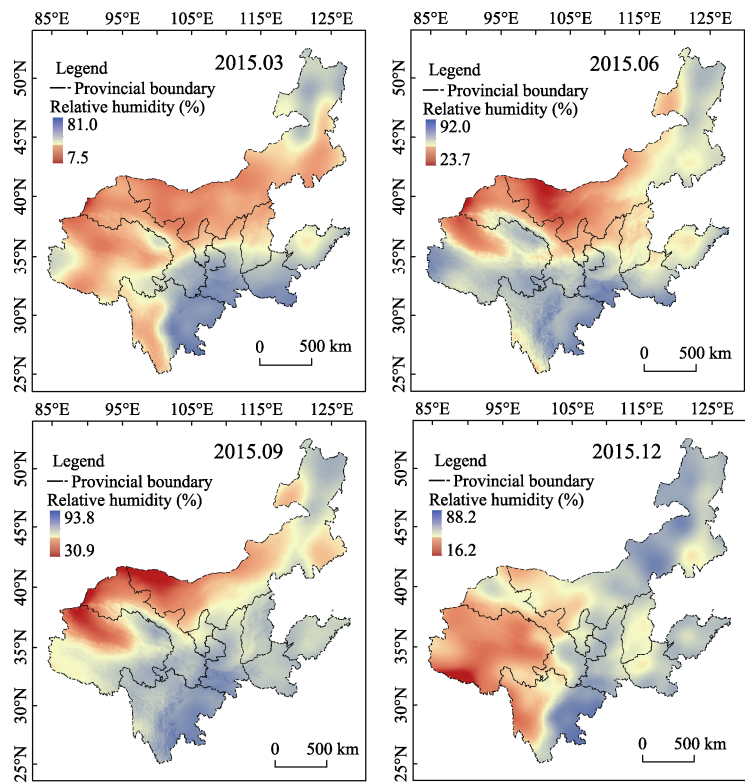 85°E 95°E 105°E 115°E 125°E
2015.03
Legend
Provincial boundary
Relative humidity (%)
81.0
7.5
50°N
45°N
40°N
35°N
30°N
25°N
0 500 km
85°E 95°E 105°E 115°E 125°E
2015.06
Legend
Provincial boundary
Relative humidity (%)
92.0
23.7
50°N
45°N
40°N
35°N
30°N
25°N
0 500 km
85°E 95°E 105°E 115°E 125°E
2015.09
Legend
Provincial boundary
Relative humidity (%)
93.8
30.9
50°N
45°N
40°N
35°N
30°N
25°N
0 500 km
85°E 95°E 105°E 115°E 125°E
2015.12
Legend
Provincial boundary
Relative humidity (%)
88.2
16.2
50°N
45°N
40°N
35°N
30°N
25°N
0 500 km